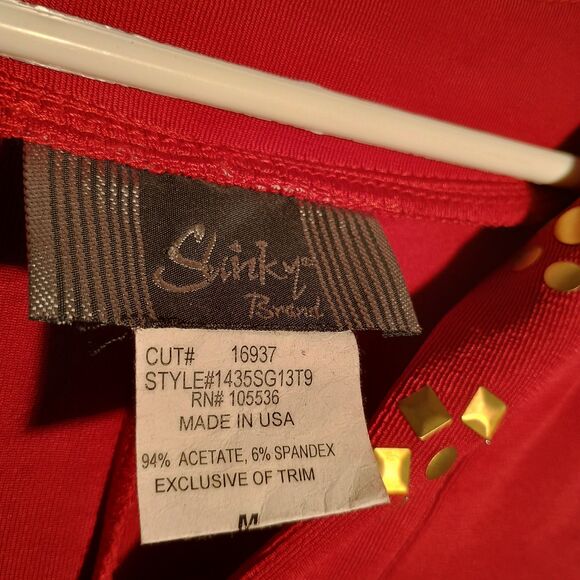 Slinky®
Brand
CUT# 16937
STYLE#1435SG13T9
RN# 105536
MADE IN USA
94% ACETATE, 6% SPANDEX
EXCLUSIVE OF TRIM
M